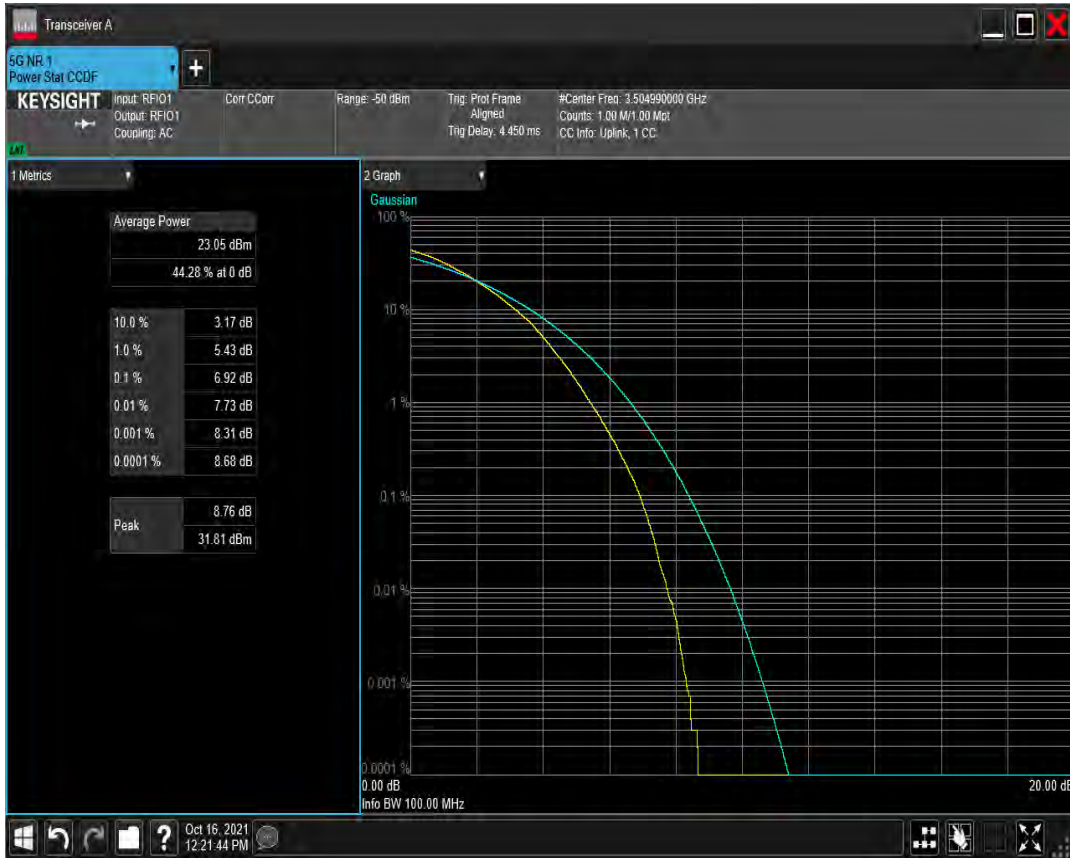 Transceiver A
5G NR 1
Power Stat CCDF
+
KEYSIGHT
Input: RFIO1
Output: RFIO1
Coupling: AC
Corr CCorr
Range: -50 dBm
Trig: Prot Frame
Aligned
Trig Delay: 4.450 ms
#Center Freq: 3.504990000 GHz
Counts: 1.00 M/1.00 Mpt
CC Info: Uplink, 1 CC
1 Metrics
Average Power
23.05 dBm
44.28 % at 0 dB
10.0 % 3.17 dB
1.0 % 5.43 dB
0.1 % 6.92 dB
0.01 % 7.73 dB
0.001 % 8.31 dB
0.0001 % 8.68 dB
Peak
8.76 dB
31.81 dBm
2 Graph
Gaussian
100 %
10 %
1 %
0.1 %
0.01 %
0.001 %
0.0001 %
0.00 dB
20.00 dB
Info BW 100.00 MHz
?
Oct 16, 2021
12:21:44 PM